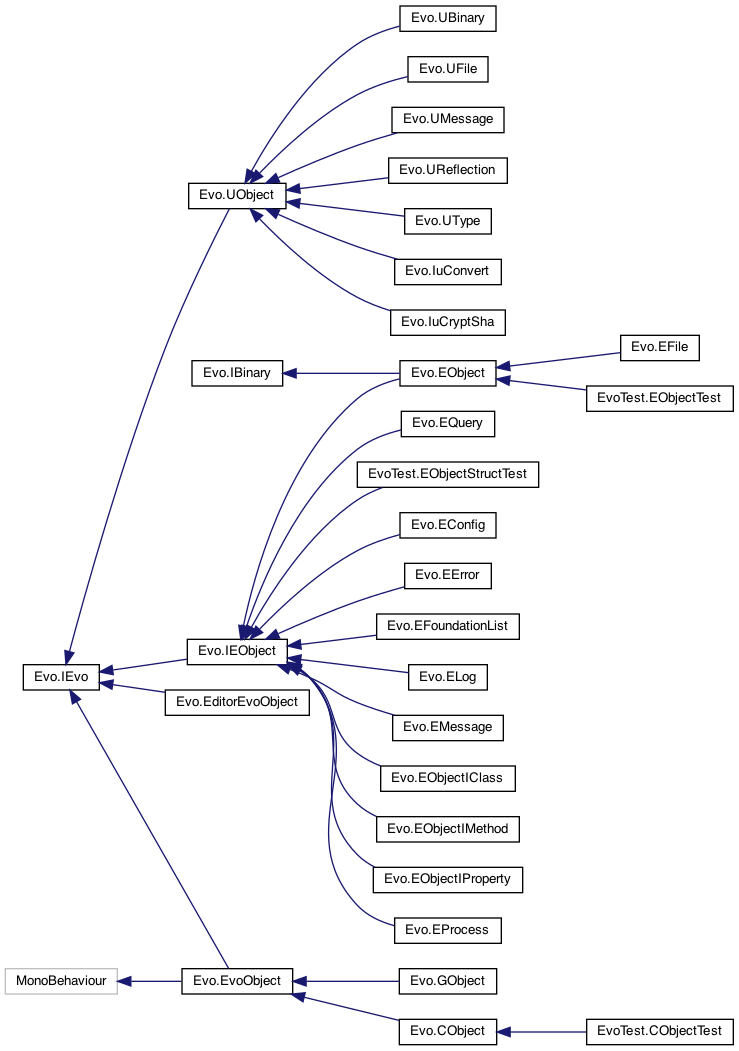 Evo.UBinary
Evo.UFile
Evo.UMessage
Evo.UReflection
Evo.UObject
Evo.UType
Evo.IuConvert
Evo.IuCryptSha
Evo.EFile
Evo.IBinary
Evo.EObject
EvoTest.EObjectTest
Evo.EQuery
EvoTest.EObjectStructTest
Evo.EConfig
Evo.EError
Evo.EFoundationList
Evo.IEObject
Evo.IEvo
Evo.ELog
Evo.EditorEvoObject
Evo.EMessage
Evo.EObjectIClass
Evo.EObjectIMethod
Evo.EObjectIProperty
Evo.EProcess
MonoBehaviour
Evo.EvoObject
Evo.GObject
Evo.CObject
EvoTest.CObjectTest